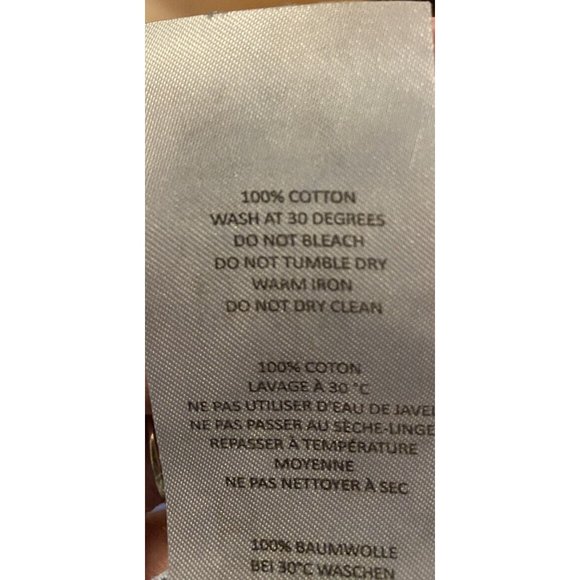 100% COTTON
WASH AT 30 DEGREES
DO NOT BLEACH
DO NOT TUMBLE DRY
WARM IRON
DO NOT DRY CLEAN
100% COTON
LAVAGE À 30 °C
NE PAS UTILISER D'EAU DE JAVEL
NE PAS PASSER AU SÈCHE-LINGE
REPASSER À TEMPÉRATURE
MOYENNE
NE PAS NETTOYER À SEC
100% BAUMWOLLE
BEI 30°C WASCHEN